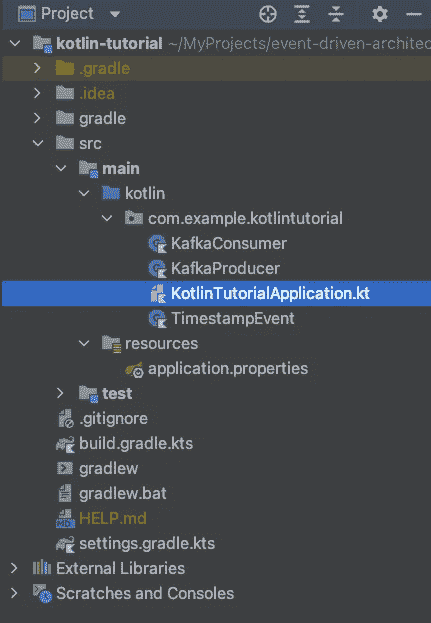 Project
kotlin-tutorial ~/MyProjects/event-driven-architec
.gradle
.idea
gradle
src
main
kotlin
com.example.kotlintutorial
KafkaConsumer
KafkaProducer
KotlinTutorialApplication.kt
TimestampEvent
resources
application.properties
test
.gitignore
build.gradle.kts
gradlew
gradlew.bat
HELP.md
settings.gradle.kts
External Libraries
Scratches and Consoles